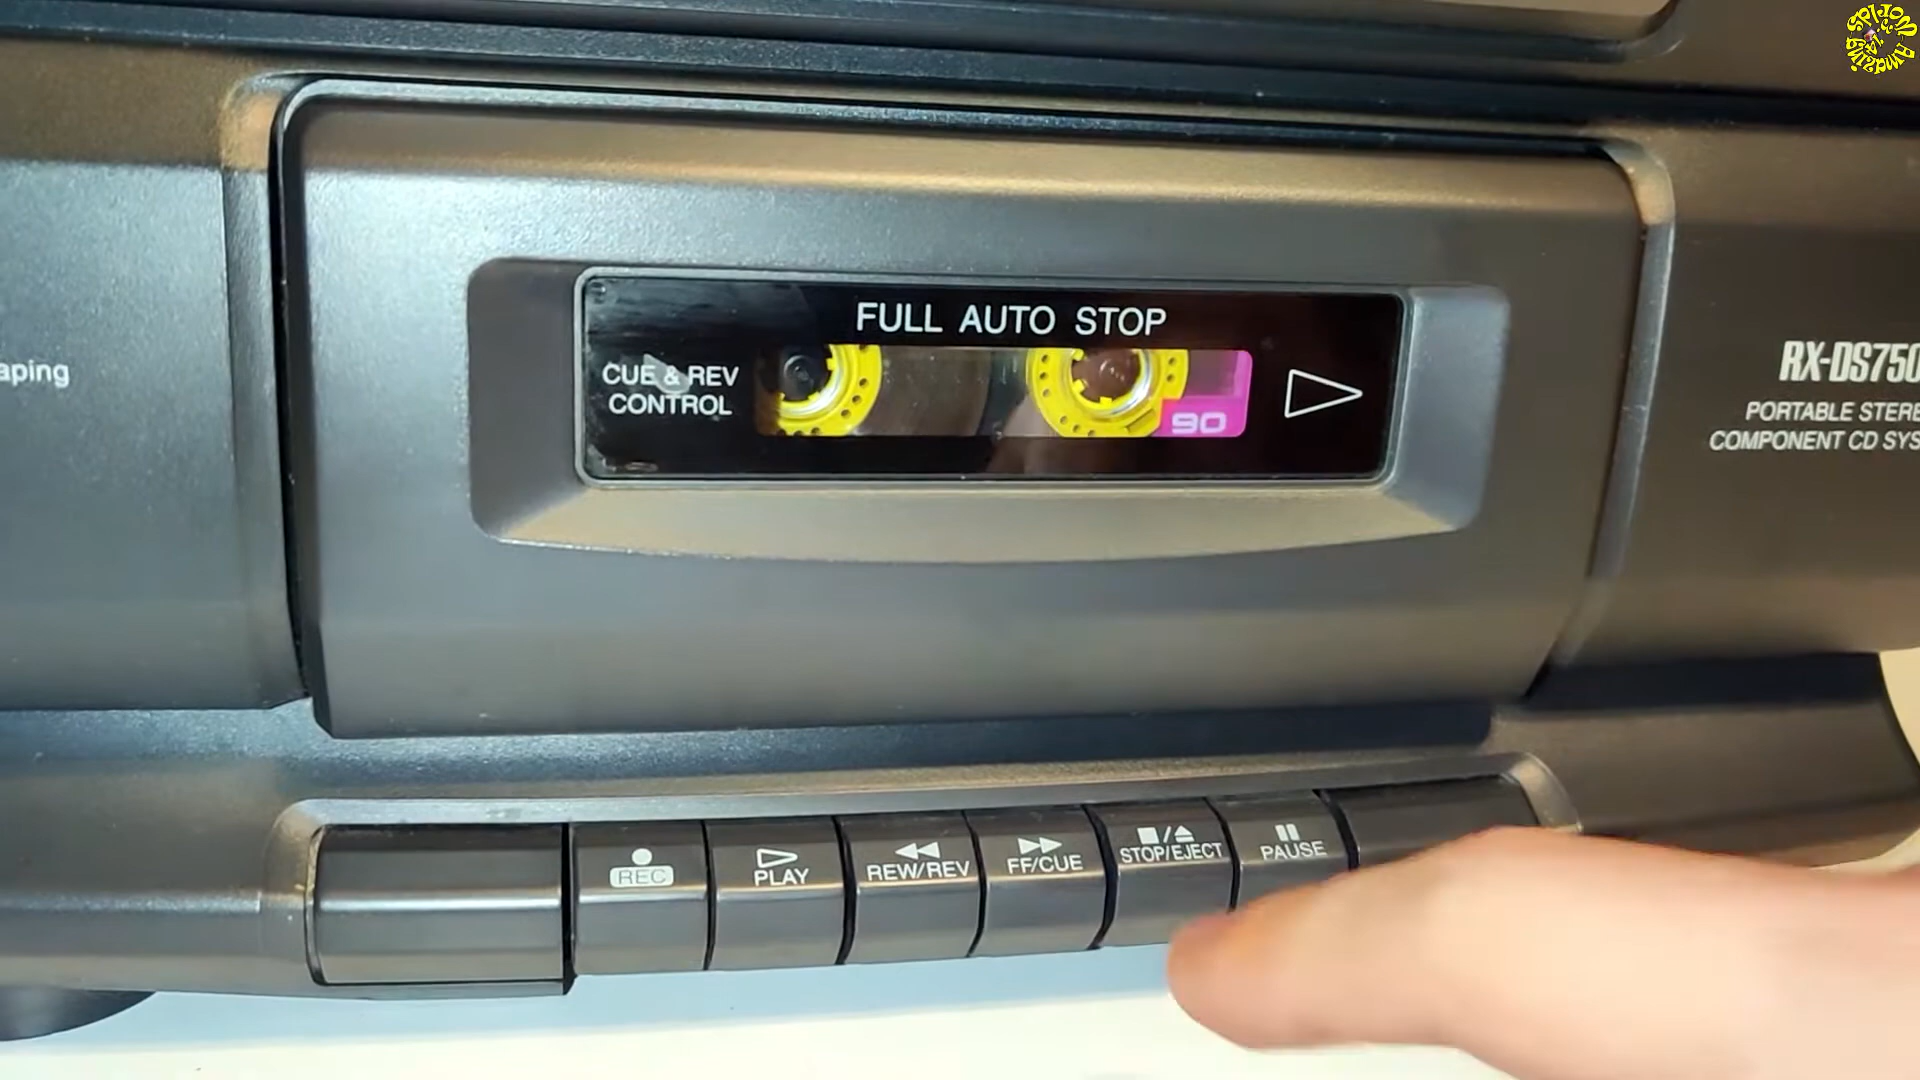 FULL AUTO STOP
CUE & REV
CONTROL
90
aping
RX-DS750
PORTABLE STERE
COMPONENT CD SYS
REC
PLAY
REW/REV
FF/CUE
STOP/EJECT
PAUSE